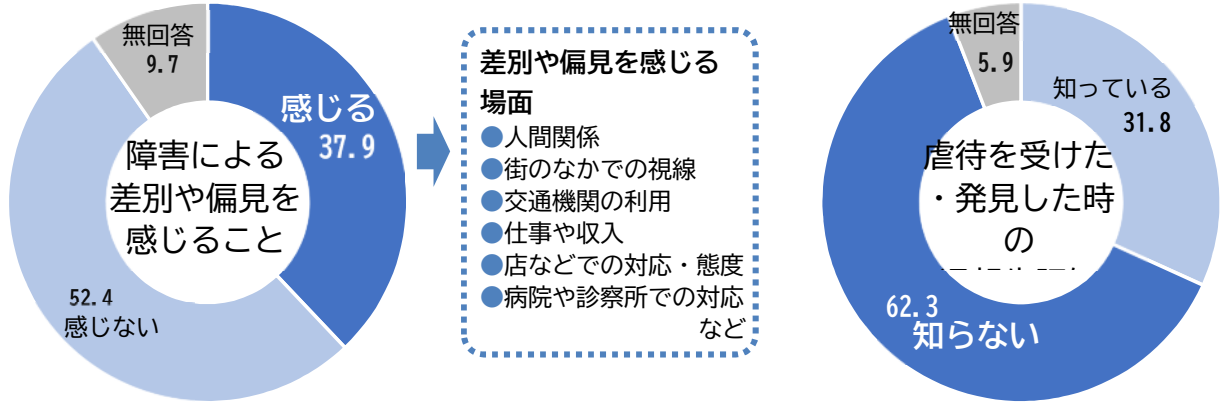 無回答
9.7
感じる
37.9
障害による
差別や偏見を
感じること
52.4
感じない
差別や偏見を感じる
場面
●人間関係
●街のなかでの視線
●交通機関の利用
●仕事や収入
●店などでの対応・態度
●病院や診察所での対応
など
無回答
5.9
知っている
31.8
虐待を受けた
・発見した時
の
62.3
知らない